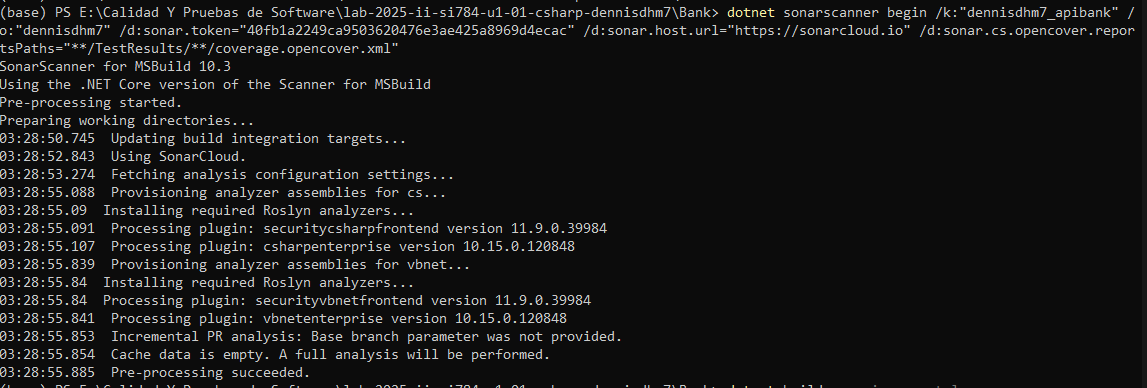 (base) PS E:\Calidad Y Pruebas de Software\lab-2025-ii-si784-u1-01-csharp-dennisdhm7\Bank> dotnet sonarscanner begin /k:"dennisdhm7_apibank" /
o:"dennisdhm7" /d:sonar.token="40fb1a2249ca9503620476e3ae425a8969d4ecac" /d:sonar.host.url="https://sonarcloud.io" /d:sonar.cs.opencover.repor
tsPaths="**/TestResults/**/coverage.opencover.xml"
SonarScanner for MSBuild 10.3
Using the .NET Core version of the Scanner for MSBuild
Pre-processing started.
Preparing working directories...
03:28:50.745  Updating build integration targets...
03:28:52.843  Using SonarCloud.
03:28:53.274  Fetching analysis configuration settings...
03:28:55.088  Provisioning analyzer assemblies for cs...
03:28:55.09  Installing required Roslyn analyzers...
03:28:55.091  Processing plugin: securitycsharpfrontend version 11.9.0.39984
03:28:55.107  Processing plugin: csharpenterprise version 10.15.0.120848
03:28:55.839  Provisioning analyzer assemblies for vbnet...
03:28:55.84  Installing required Roslyn analyzers...
03:28:55.84  Processing plugin: securityvbnetfrontend version 11.9.0.39984
03:28:55.841  Processing plugin: vbnetenterprise version 10.15.0.120848
03:28:55.853  Incremental PR analysis: Base branch parameter was not provided.
03:28:55.854  Cache data is empty. A full analysis will be performed.
03:28:55.885  Pre-processing succeeded.